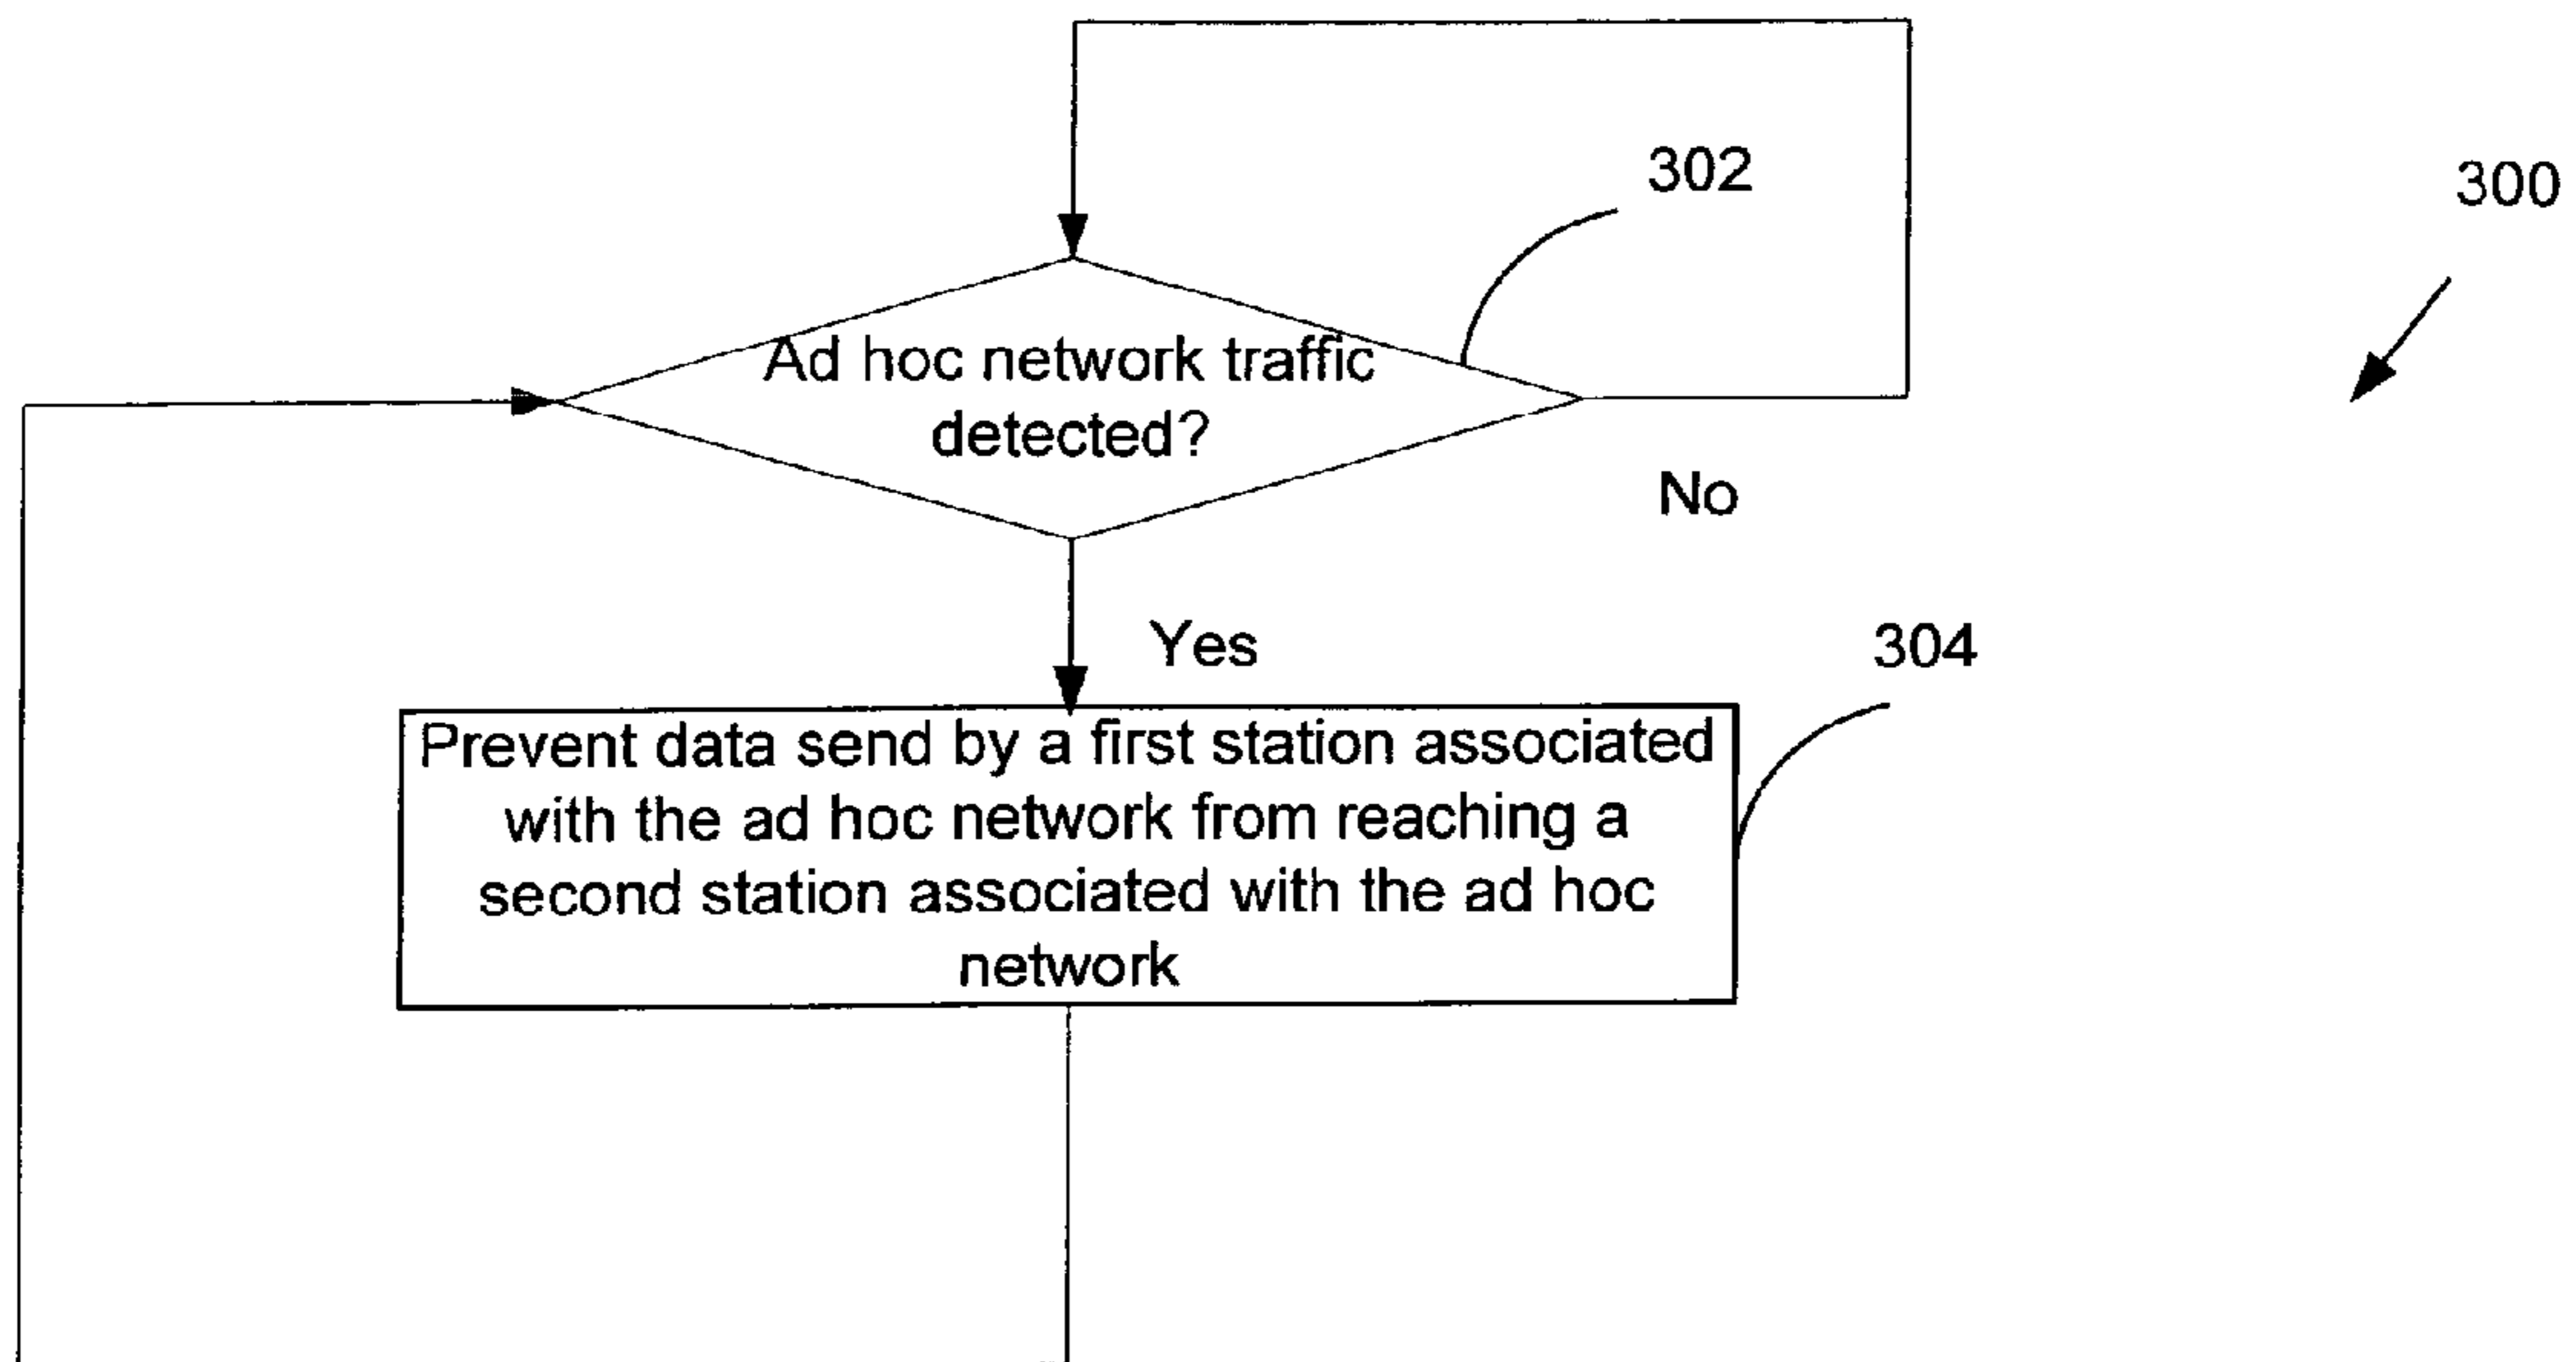 302
300
Ad hoc network traffic
detected?
No
Yes
304
Prevent data send by a first station associated
with the ad hoc network from reaching a
second station associated with the ad hoc
network